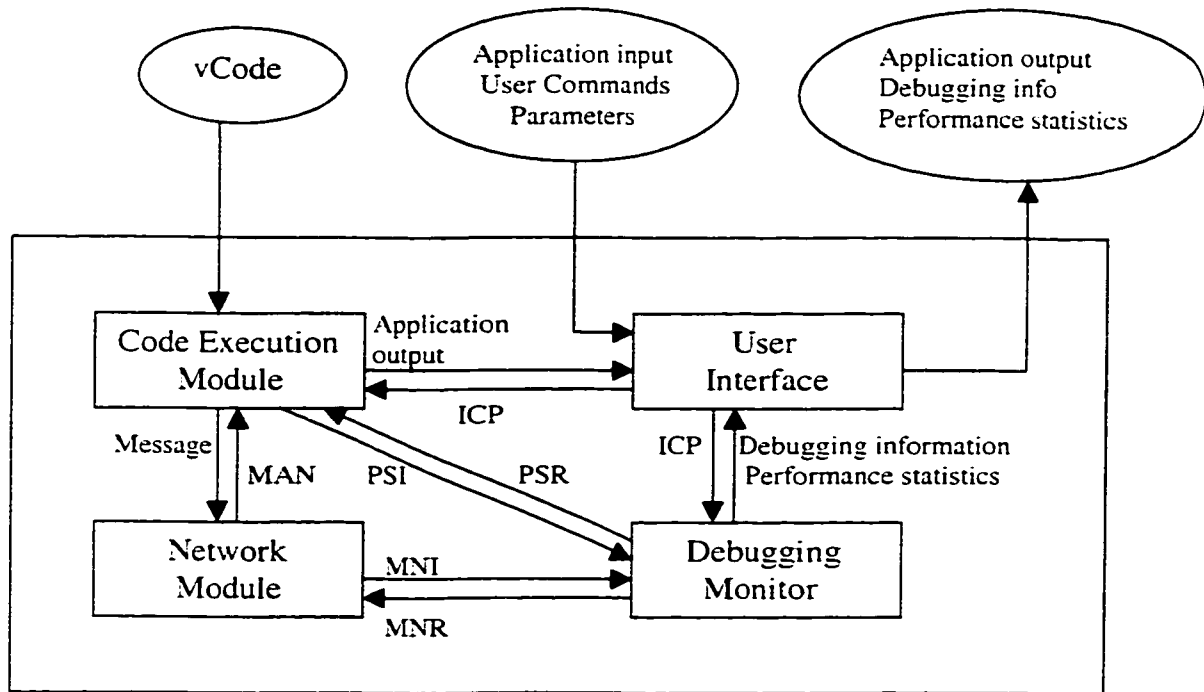 vCode
Application input
User Commands
Parameters
Application output
Debugging info
Performance statistics
Code Execution
Module
Application
output
User
Interface
ICP
Message
MAN
PSI
PSR
ICP
Debugging information
Performance statistics
Network
Module
MNI
MNR
Debugging
Monitor